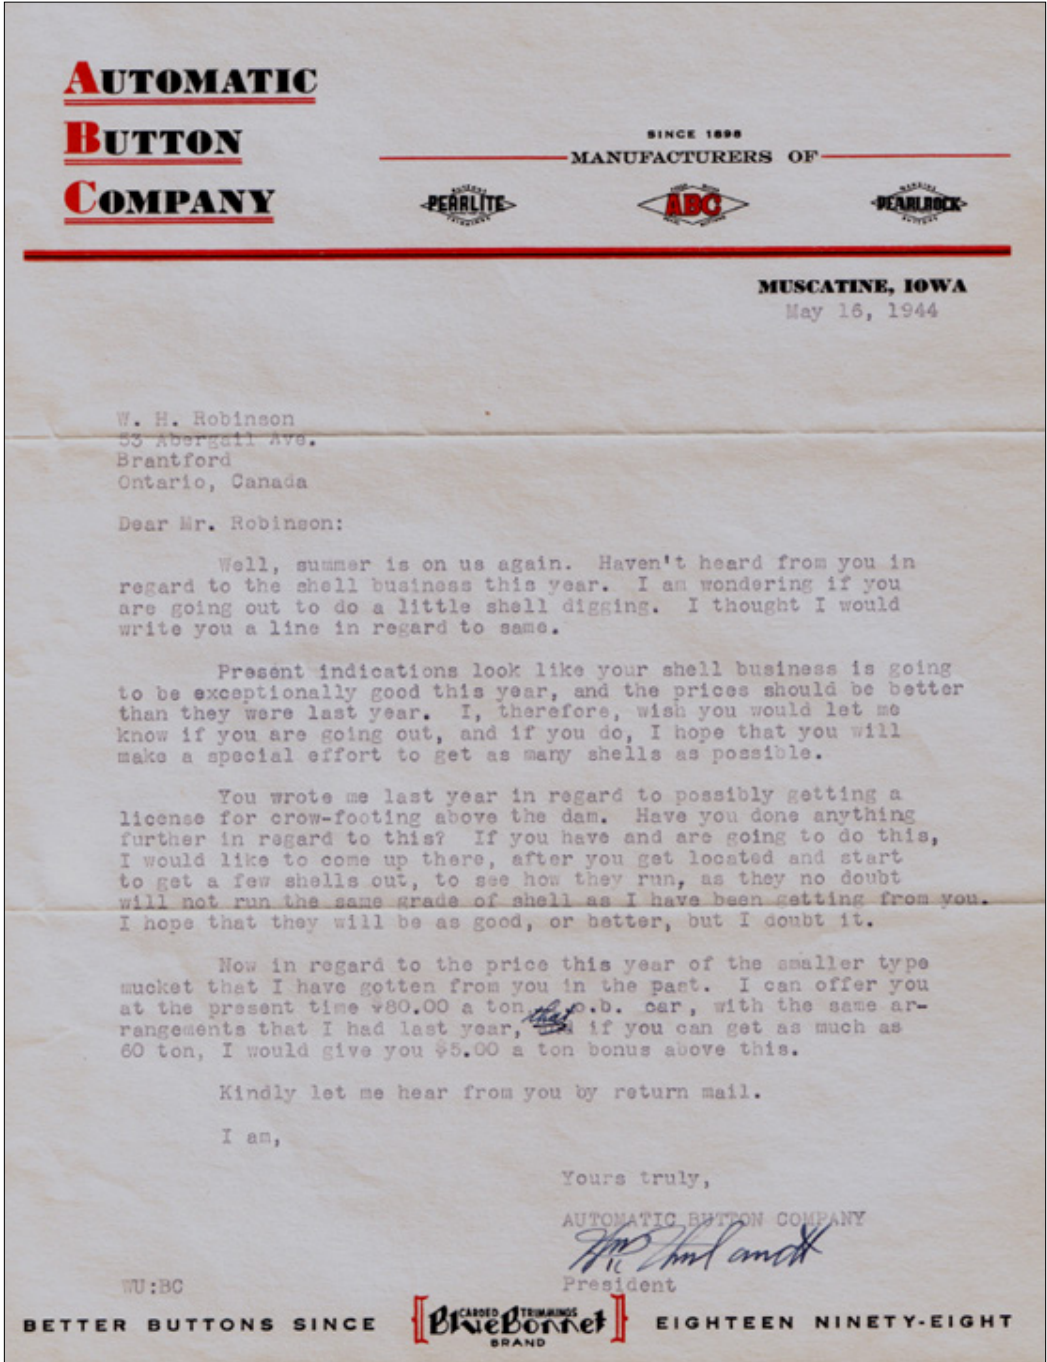 AUTOMATIC
BUTTON
COMPANY
SINCE 1898
MANUFACTURERS OF
PEARLITE
ABC
PEARLROCK
MUSCATINE, IOWA
May 16, 1944
W. H. Robinson
53 Abergail Ave.
Brantford
Ontario, Canada
Dear Mr. Robinson:
Well, summer is on us again. Haven't heard from you in
regard to the shell business this year. I am wondering if you
are going out to do a little shell digging. I thought I would
write you a line in regard to same.
Present indications look like your shell business is going
to be exceptionally good this year, and the prices should be better
than they were last year. I, therefore, wish you would let me
know if you are going out, and if you do, I hope that you will
make a special effort to get as many shells as possible.
You wrote me last year in regard to possibly getting a
license for crow-footing above the dam. Have you done anything
further in regard to this? If you have and are going to do this,
I would like to come up there, after you get located and start
to get a few shells out, to see how they run, as they no doubt
will not run the same grade of shell as I have been getting from you.
I hope that they will be as good, or better, but I doubt it.
Now in regard to the price this year of the smaller type
mucket that I have gotten from you in the past. I can offer you
at the present time $80.00 a ton o.b. car, with the same ar-
rangements that I had last year, that if you can get as much as
60 ton, I would give you $5.00 a ton bonus above this.
Kindly let me hear from you by return mail.
I am,
Yours truly,
AUTOMATIC BUTTON COMPANY
Wm
President
WU:BC
BETTER BUTTONS SINCE
CARDED TRIMMINGS
Blue Bonnet
BRAND
EIGHTEEN NINETY-EIGHT